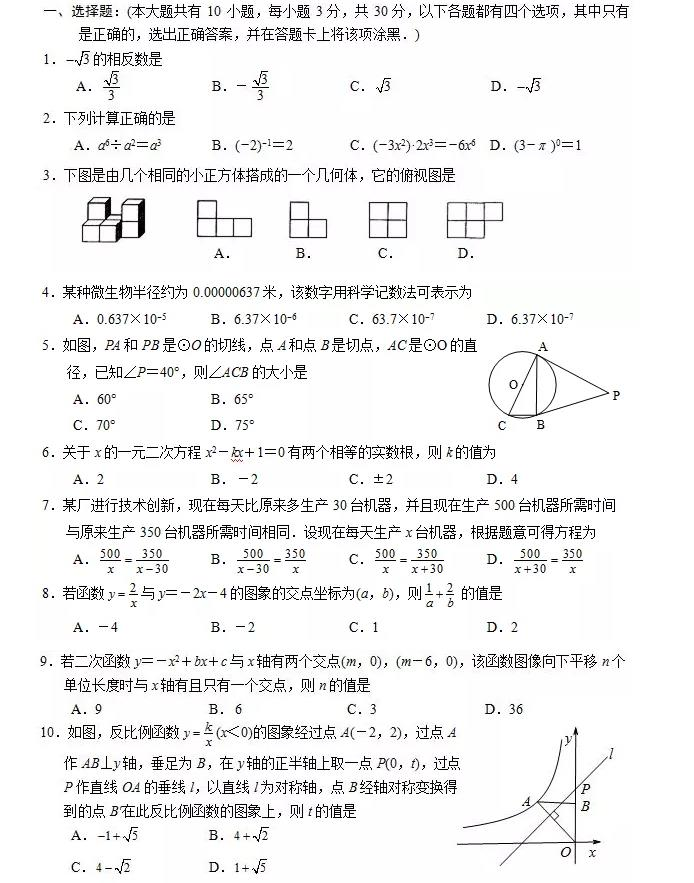 一、选择题：(本大题共有 10 小题，每小题 3 分，共 30 分，以下各题都有四个选项，其中只有
是正确的，选出正确答案，并在答题卡上将该项涂黑．)
1．−√3 的相反数是
A．√3/3 B．−√3/3 C．√3 D．−√3
2．下列计算正确的是
A．a⁶÷a²＝a³ B．(−2)⁻¹＝2 C．(−3x²)·2x³＝−6x⁶ D．(3−π)⁰＝1
3．下图是由几个相同的小正方体搭成的一个几何体，它的俯视图是
A． B． C． D．
4．某种微生物半径约为 0.00000637 米，该数字用科学记数法可表示为
A．0.637×10⁻⁵ B．6.37×10⁻⁶ C．63.7×10⁻⁷ D．6.37×10⁻⁷
5．如图，PA 和 PB 是⊙O 的切线，点 A 和点 B 是切点，AC 是⊙O 的直
径，已知∠P＝40°，则∠ACB 的大小是
A．60° B．65°
C．70° D．75°
A
O
P
C B
6．关于 x 的一元二次方程 x²－kx＋1＝0 有两个相等的实数根，则 k 的值为
A．2 B．－2 C．±2 D．4
7．某厂进行技术创新，现在每天比原来多生产 30 台机器，并且现在生产 500 台机器所需时间
与原来生产 350 台机器所需时间相同．设现在每天生产 x 台机器，根据题意可得方程为
A．500/x＝350/(x−30) B．500/(x−30)＝350/x C．500/x＝350/(x+30) D．500/(x+30)＝350/x
8．若函数 y＝2/x 与 y＝－2x－4 的图象的交点坐标为(a，b)，则 1/a＋2/b 的值是
A．－4 B．－2 C．1 D．2
9．若二次函数 y＝－x²＋bx＋c 与 x 轴有两个交点(m，0)，(m－6，0)，该函数图像向下平移 n 个
单位长度时与 x 轴有且只有一个交点，则 n 的值是
A．9 B．6 C．3 D．36
10．如图，反比例函数 y＝k/x (x＜0)的图象经过点 A(－2，2)，过点 A
作 AB⊥y 轴，垂足为 B，在 y 轴的正半轴上取一点 P(0，t)，过点
P 作直线 OA 的垂线 l，以直线 l 为对称轴，点 B 经轴对称变换得
到的点 B′在此反比例函数的图象上，则 t 的值是
A．−1+√5 B．4+√2
C．4−√2 D．1+√5
y
l
P
A B
O x